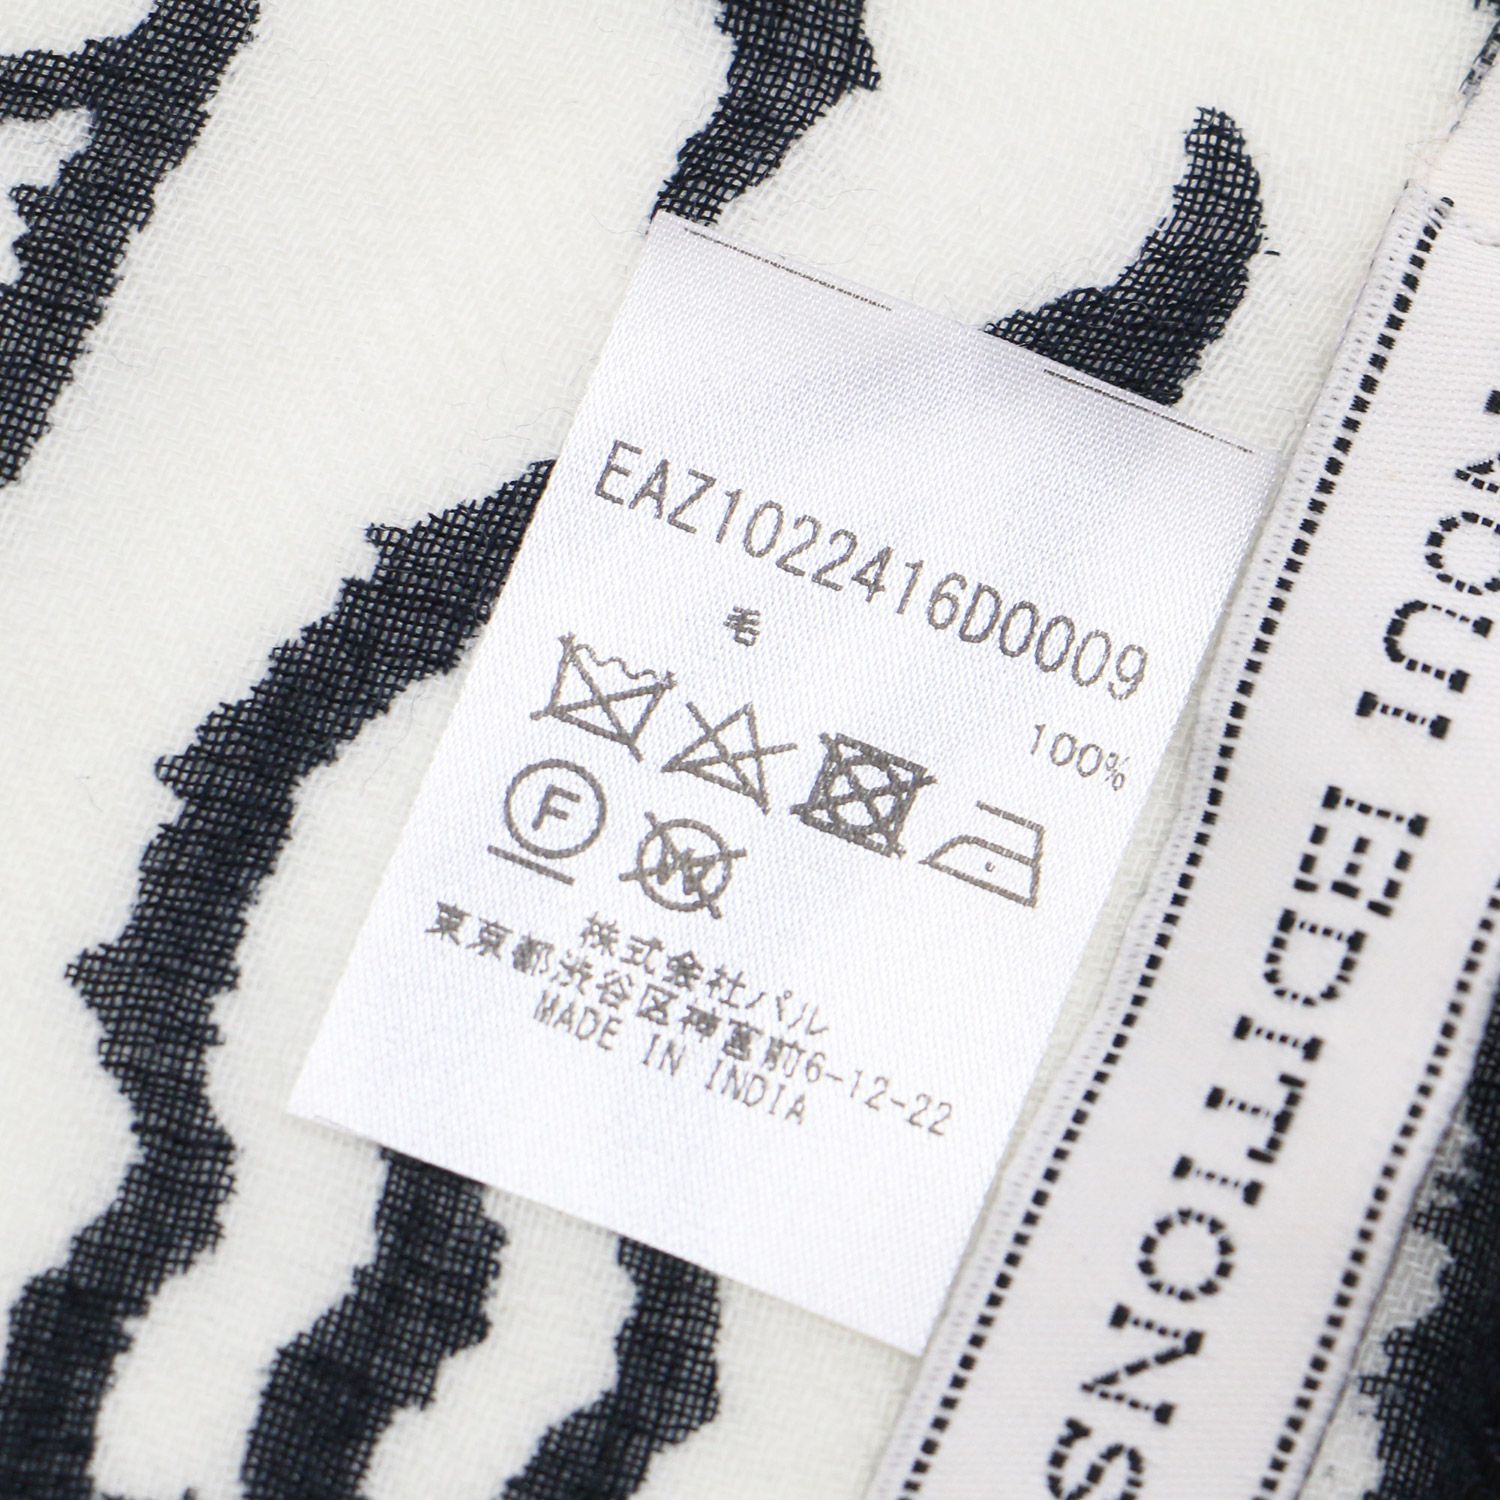 EAZ1022416D0009
毛 100%
F
W
株式会社パル
東京都渋谷区神宮前6-12-22
MADE IN INDIA
MOUI EDITIONS